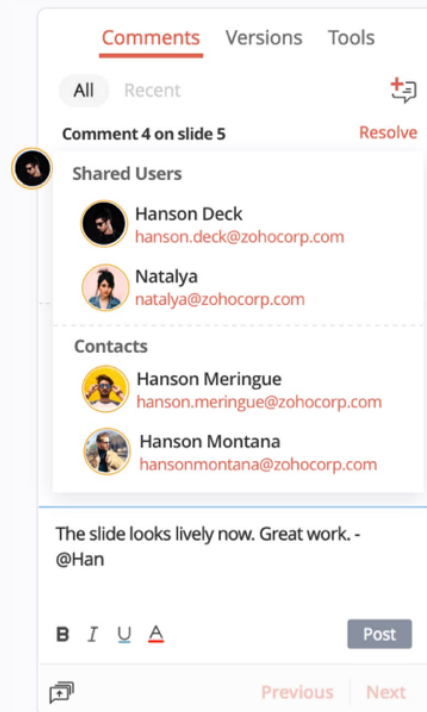 Comments Versions Tools
All Recent
Comment 4 on slide 5 Resolve
Shared Users
Hanson Deck
hanson.deck@zohocorp.com
Natalya
natalya@zohocorp.com
Contacts
Hanson Meringue
hanson.meringue@zohocorp.com
Hanson Montana
hansonmontana@zohocorp.com
The slide looks lively now. Great work. -
@Han
B I U A Post
Previous Next